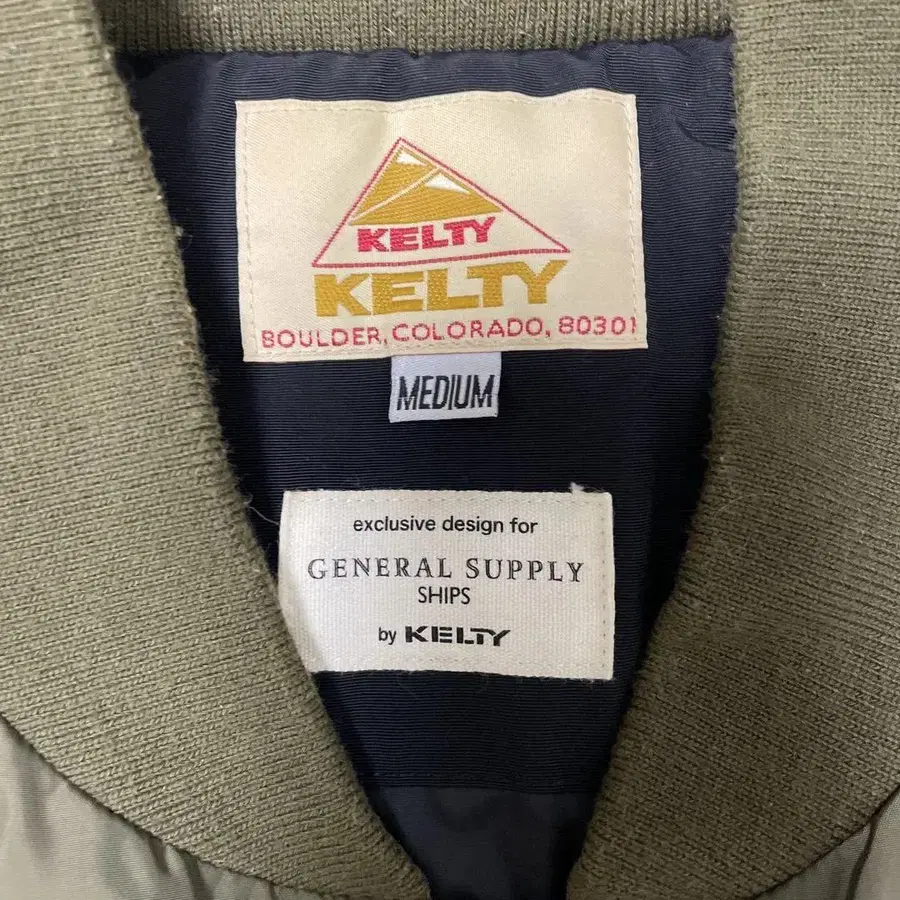 KELTY
KELTY
BOULDER, COLORADO, 80301
MEDIUM
exclusive design for
GENERAL SUPPLY
SHIPS
by KELTY